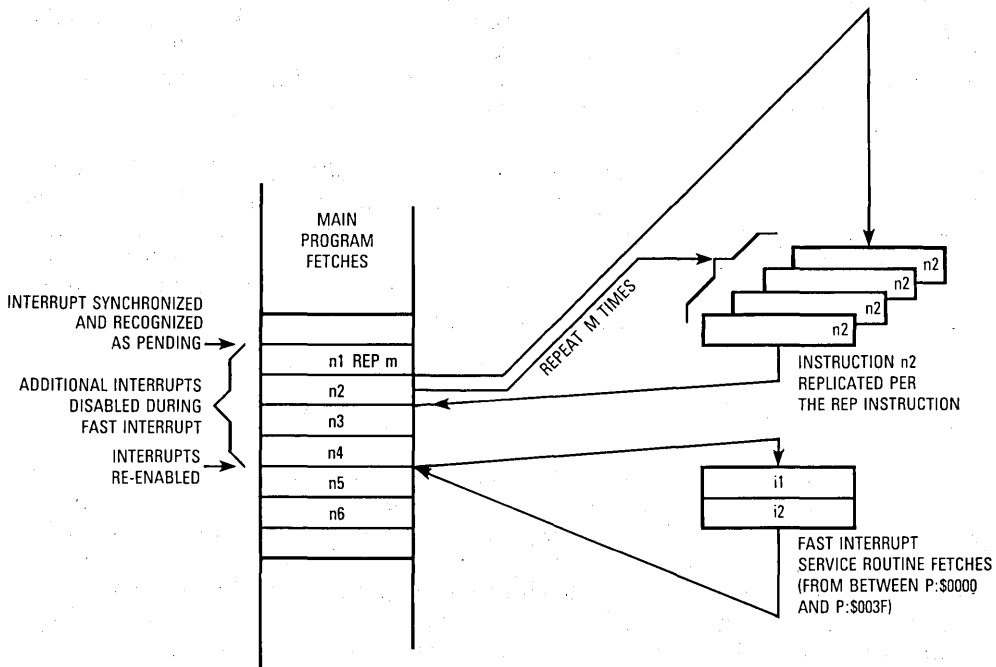 MAIN
PROGRAM
FETCHES
INTERRUPT SYNCHRONIZED
AND RECOGNIZED
AS PENDING
ADDITIONAL INTERRUPTS
DISABLED DURING
FAST INTERRUPT
INTERRUPTS
RE-ENABLED
n1 REP m
n2
n3
n4
n5
n6
REPEAT M TIMES
n2
n2
n2
n2
INSTRUCTION n2
REPLICATED PER
THE REP INSTRUCTION
i1
i2
FAST INTERRUPT
SERVICE ROUTINE FETCHES
(FROM BETWEEN P:$0000
AND P:$003F)